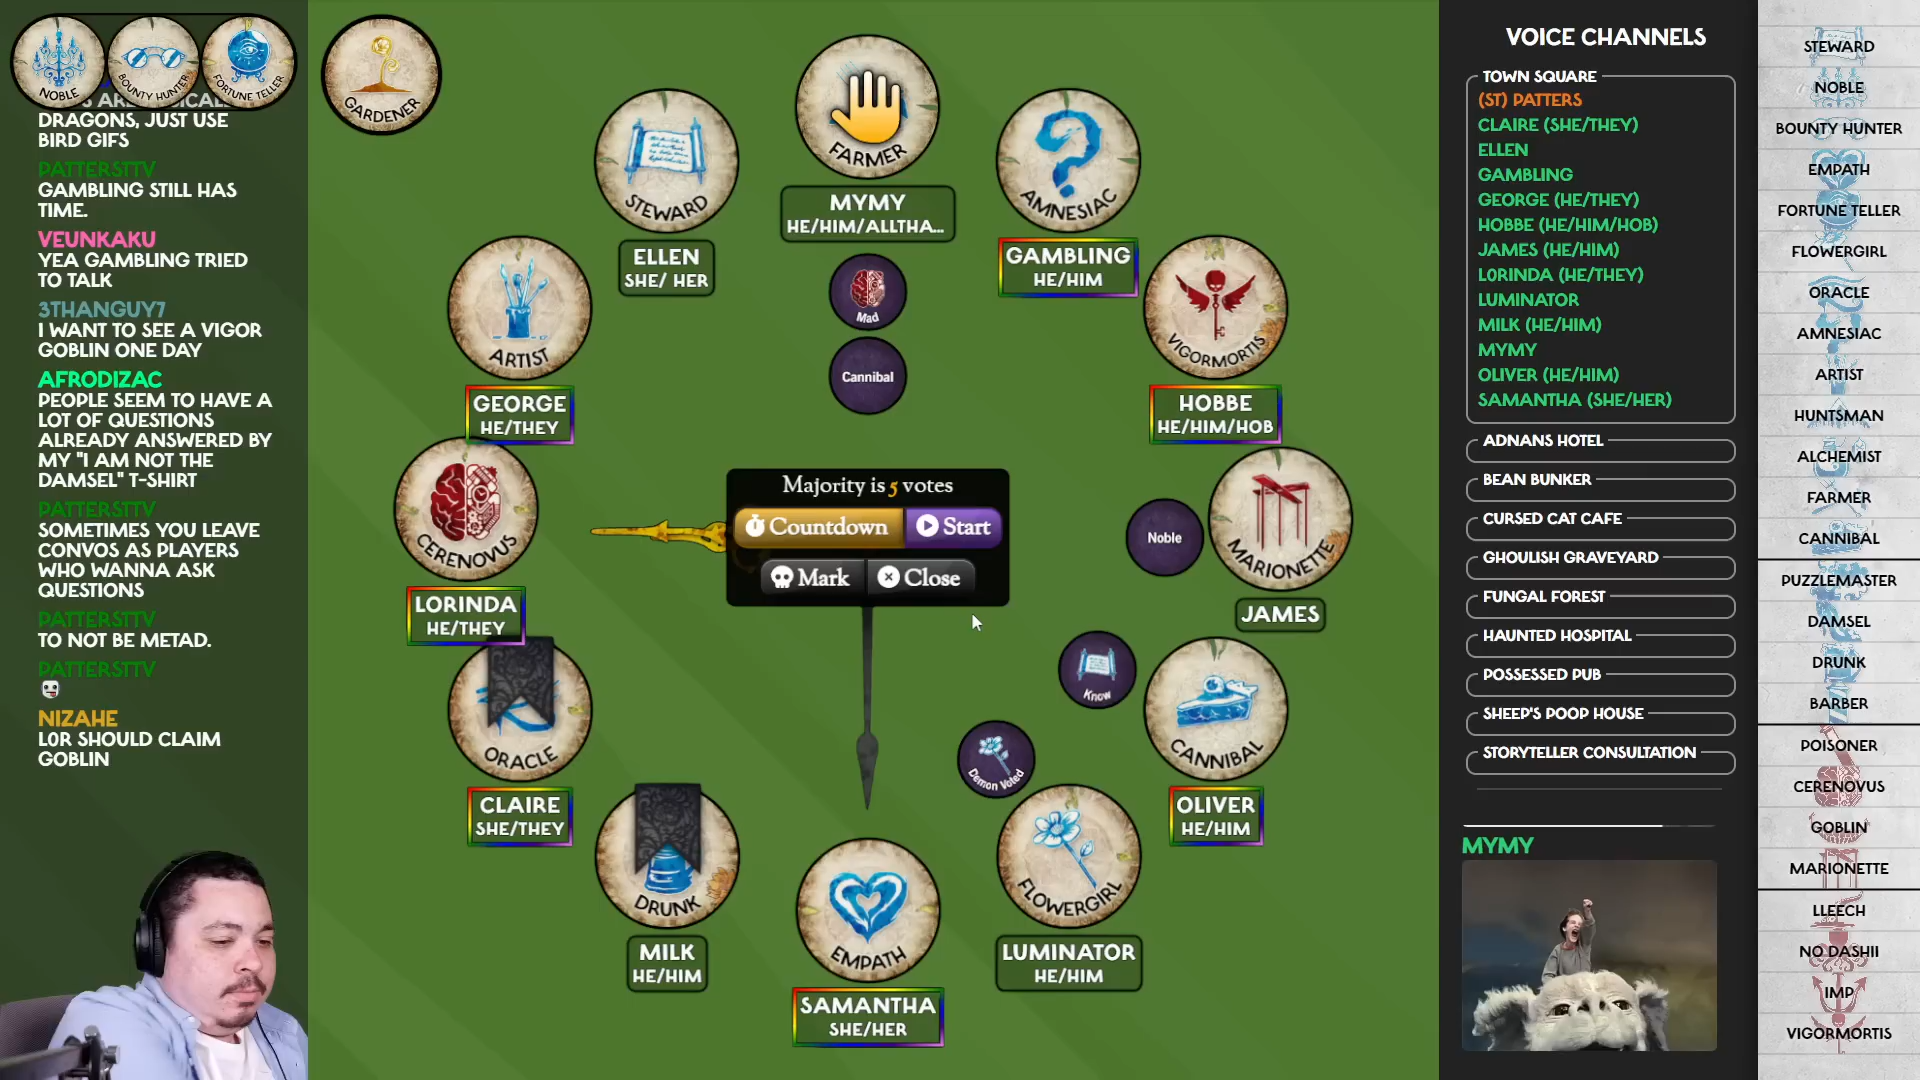 NOBLE
BOUNTY HUNTER
FORTUNE TELLER
DRAGONS, JUST USE
BIRD GIFS
PATTERSTTV
GAMBLING STILL HAS
TIME.
VEUNKAKU
YEA GAMBLING TRIED
TO TALK
3THANGUY7
I WANT TO SEE A VIGOR
GOBLIN ONE DAY
AFRODIZAC
PEOPLE SEEM TO HAVE A
LOT OF QUESTIONS
ALREADY ANSWERED BY
MY "I AM NOT THE
DAMSEL" T-SHIRT
PATTERSTTV
SOMETIMES YOU LEAVE
CONVOS AS PLAYERS
WHO WANNA ASK
QUESTIONS
PATTERSTTV
TO NOT BE METAD.
PATTERSTTV
NIZAHE
L0R SHOULD CLAIM
GOBLIN
GARDENER
FARMER
MYMY
HE/HIM/ALLTHA...
Mad
Cannibal
AMNESIAC
GAMBLING
HE/HIM
VIGORMORTIS
HOBBE
HE/HIM/HOB
MARIONETTE
JAMES
Noble
CANNIBAL
OLIVER
HE/HIM
Know
FLOWERGIRL
LUMINATOR
HE/HIM
Demon Voted
EMPATH
SAMANTHA
SHE/HER
DRUNK
MILK
HE/HIM
ORACLE
CLAIRE
SHE/THEY
CERENOVUS
LORINDA
HE/THEY
ARTIST
GEORGE
HE/THEY
STEWARD
ELLEN
SHE/ HER
Majority is 5 votes
Countdown
Start
Mark
Close
VOICE CHANNELS
TOWN SQUARE
(ST) PATTERS
CLAIRE (SHE/THEY)
ELLEN
GAMBLING
GEORGE (HE/THEY)
HOBBE (HE/HIM/HOB)
JAMES (HE/HIM)
L0RINDA (HE/THEY)
LUMINATOR
MILK (HE/HIM)
MYMY
OLIVER (HE/HIM)
SAMANTHA (SHE/HER)
ADNANS HOTEL
BEAN BUNKER
CURSED CAT CAFE
GHOULISH GRAVEYARD
FUNGAL FOREST
HAUNTED HOSPITAL
POSSESSED PUB
SHEEP'S POOP HOUSE
STORYTELLER CONSULTATION
MYMY
STEWARD
NOBLE
BOUNTY HUNTER
EMPATH
FORTUNE TELLER
FLOWERGIRL
ORACLE
AMNESIAC
ARTIST
HUNTSMAN
ALCHEMIST
FARMER
CANNIBAL
PUZZLEMASTER
DAMSEL
DRUNK
BARBER
POISONER
CERENOVUS
GOBLIN
MARIONETTE
LLEECH
NO DASHII
IMP
VIGORMORTIS